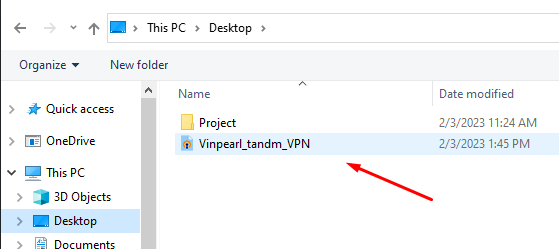 This PC > Desktop >
Organize New folder
Name Date modified
Quick access
Project 2/3/2023 11:24 AM
OneDrive Vinpearl_tandm_VPN 2/3/2023 1:45 PM
This PC
3D Objects
Desktop
Documents